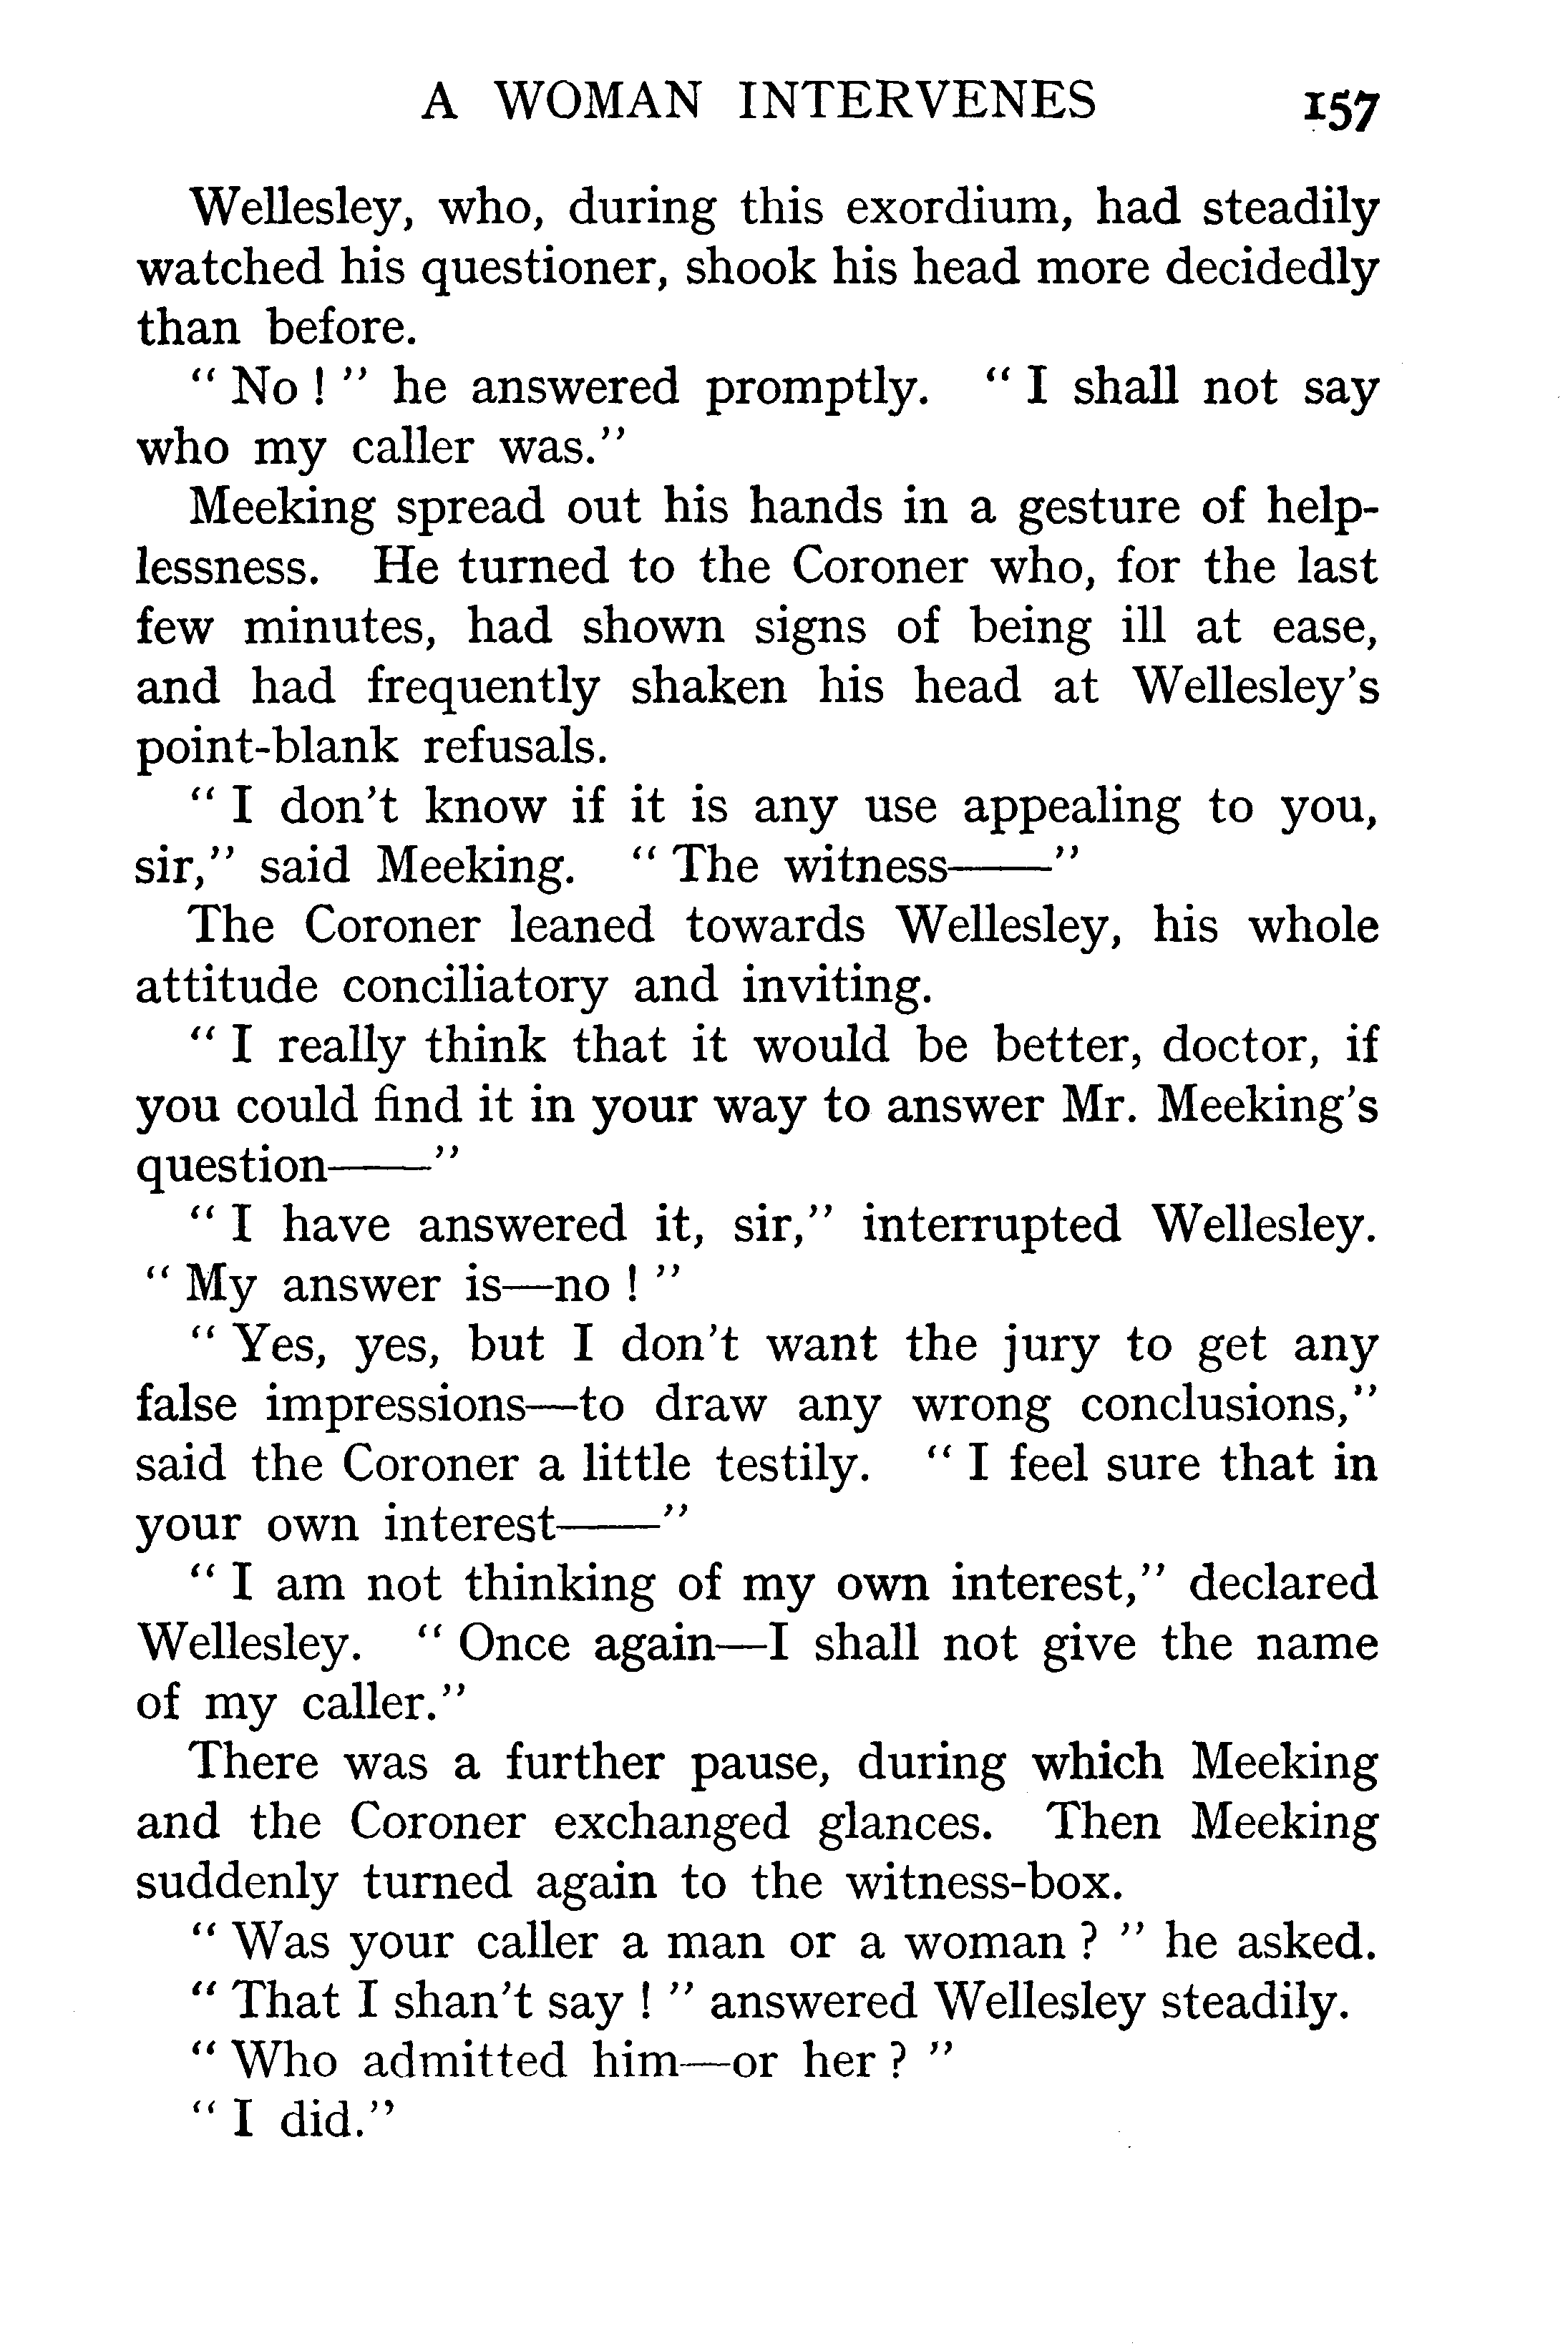 A WOMAN INTERVENES 157
Wellesley, who, during this exordium, had steadily
watched his questioner, shook his head more decidedly
than before.
“ No ! ” he answered promptly. “ I shall not say
who my caller was.”
Meeking spread out his hands in a gesture of help-
lessness. He turned to the Coroner who, for the last
few minutes, had shown signs of being ill at ease,
and had frequently shaken his head at Wellesley’s
point-blank refusals.
“ I don’t know if it is any use appealing to you,
sir,” said Meeking. “ The witness——”
The Coroner leaned towards Wellesley, his whole
attitude conciliatory and inviting.
“ I really think that it would be better, doctor, if
you could find it in your way to answer Mr. Meeking’s
question——”
“ I have answered it, sir,” interrupted Wellesley.
“ My answer is—no ! ”
“ Yes, yes, but I don’t want the jury to get any
false impressions—to draw any wrong conclusions,”
said the Coroner a little testily. “ I feel sure that in
your own interest——”
“ I am not thinking of my own interest,” declared
Wellesley. “ Once again—I shall not give the name
of my caller.”
There was a further pause, during which Meeking
and the Coroner exchanged glances. Then Meeking
suddenly turned again to the witness-box.
“ Was your caller a man or a woman ? ” he asked.
“ That I shan’t say ! ” answered Wellesley steadily.
“ Who admitted him—or her ? ”
“ I did.”